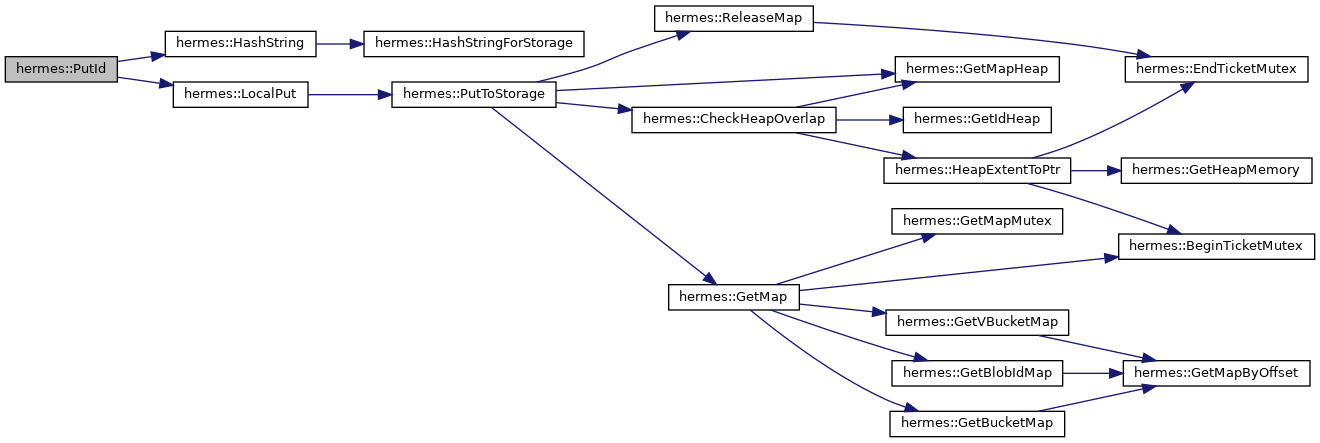 hermes::PutId
hermes::HashString
hermes::LocalPut
hermes::HashStringForStorage
hermes::PutToStorage
hermes::ReleaseMap
hermes::CheckHeapOverlap
hermes::GetMap
hermes::GetMapHeap
hermes::GetIdHeap
hermes::HeapExtentToPtr
hermes::GetMapMutex
hermes::GetVBucketMap
hermes::GetBlobIdMap
hermes::GetBucketMap
hermes::EndTicketMutex
hermes::GetHeapMemory
hermes::BeginTicketMutex
hermes::GetMapByOffset